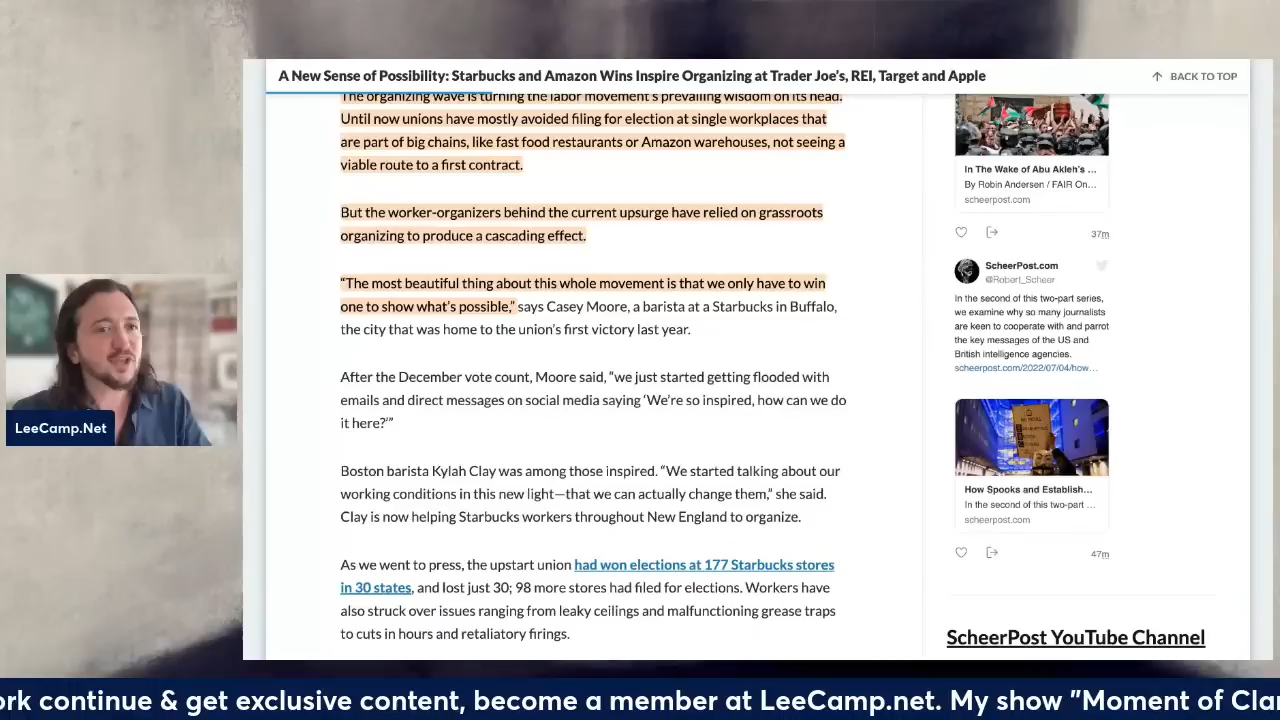 A New Sense of Possibility: Starbucks and Amazon Wins Inspire Organizing at Trader Joe's, REI, Target and Apple
BACK TO TOP
The organizing wave is turning the labor movement's prevailing wisdom on its head.
Until now unions have mostly avoided filing for election at single workplaces that
are part of big chains, like fast food restaurants or Amazon warehouses, not seeing a
viable route to a first contract.
But the worker-organizers behind the current upsurge have relied on grassroots
organizing to produce a cascading effect.
“The most beautiful thing about this whole movement is that we only have to win
one to show what's possible,” says Casey Moore, a barista at a Starbucks in Buffalo,
the city that was home to the union's first victory last year.
After the December vote count, Moore said, “we just started getting flooded with
emails and direct messages on social media saying ‘We're so inspired, how can we do
it here?’”
Boston barista Kylah Clay was among those inspired. “We started talking about our
working conditions in this new light—that we can actually change them,” she said.
Clay is now helping Starbucks workers throughout New England to organize.
As we went to press, the upstart union had won elections at 177 Starbucks stores
in 30 states, and lost just 30; 98 more stores had filed for elections. Workers have
also struck over issues ranging from leaky ceilings and malfunctioning grease traps
to cuts in hours and retaliatory firings.
In The Wake of Abu Akleh's ...
By Robin Andersen / FAIR On...
scheerpost.com
37m
ScheerPost.com
@Robert_Scheer
In the second of this two-part series,
we examine why so many journalists
are keen to cooperate with and parrot
the key messages of the US and
British intelligence agencies.
scheerpost.com/2022/07/04/how…
How Spooks and Establish...
In the second of this two-part ...
scheerpost.com
47m
ScheerPost YouTube Channel
LeeCamp.Net
ork continue & get exclusive content, become a member at LeeCamp.net. My show "Moment of Cla